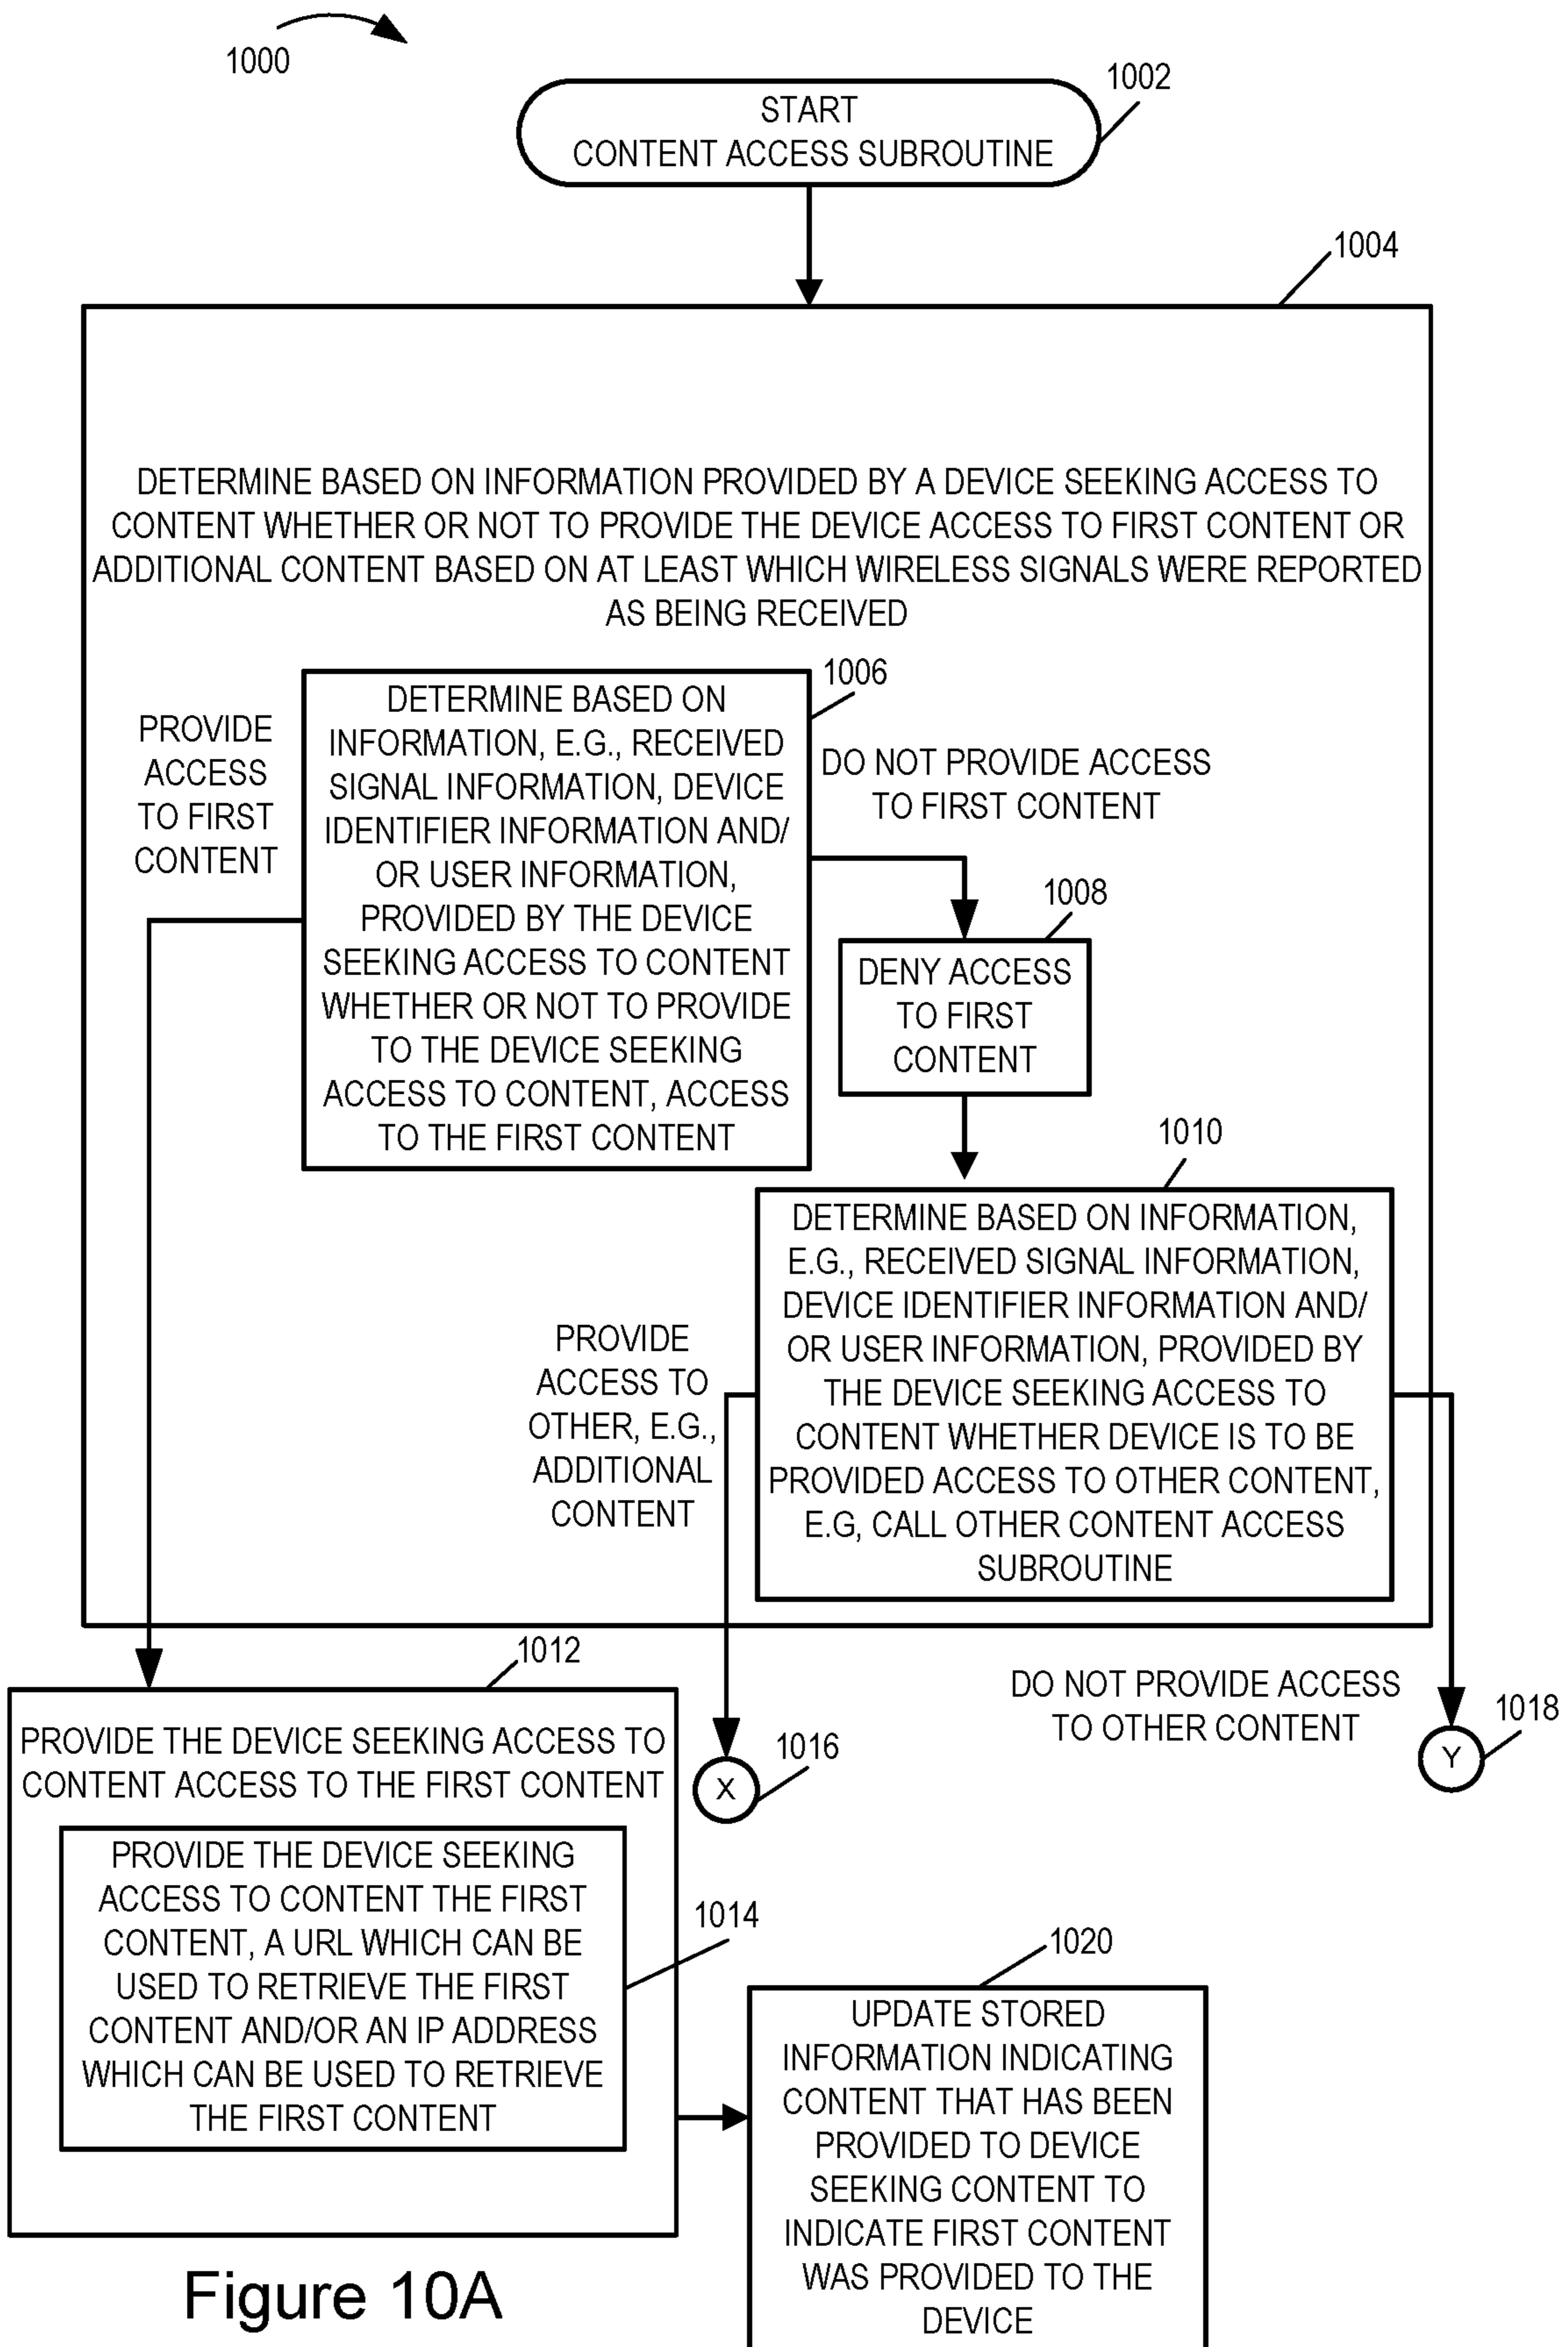 1000
1002
START
CONTENT ACCESS SUBROUTINE
1004
DETERMINE BASED ON INFORMATION PROVIDED BY A DEVICE SEEKING ACCESS TO
CONTENT WHETHER OR NOT TO PROVIDE THE DEVICE ACCESS TO FIRST CONTENT OR
ADDITIONAL CONTENT BASED ON AT LEAST WHICH WIRELESS SIGNALS WERE REPORTED
AS BEING RECEIVED
1006
DETERMINE BASED ON
INFORMATION, E.G., RECEIVED
SIGNAL INFORMATION, DEVICE
IDENTIFIER INFORMATION AND/
OR USER INFORMATION,
PROVIDED BY THE DEVICE
SEEKING ACCESS TO CONTENT
WHETHER OR NOT TO PROVIDE
TO THE DEVICE SEEKING
ACCESS TO CONTENT, ACCESS
TO THE FIRST CONTENT
PROVIDE
ACCESS
TO FIRST
CONTENT
DO NOT PROVIDE ACCESS
TO FIRST CONTENT
1008
DENY ACCESS
TO FIRST
CONTENT
1010
DETERMINE BASED ON INFORMATION,
E.G., RECEIVED SIGNAL INFORMATION,
DEVICE IDENTIFIER INFORMATION AND/
OR USER INFORMATION, PROVIDED BY
THE DEVICE SEEKING ACCESS TO
CONTENT WHETHER DEVICE IS TO BE
PROVIDED ACCESS TO OTHER CONTENT,
E.G, CALL OTHER CONTENT ACCESS
SUBROUTINE
PROVIDE
ACCESS TO
OTHER, E.G.,
ADDITIONAL
CONTENT
DO NOT PROVIDE ACCESS
TO OTHER CONTENT
1012
PROVIDE THE DEVICE SEEKING ACCESS TO
CONTENT ACCESS TO THE FIRST CONTENT
X
1016
Y
1018
PROVIDE THE DEVICE SEEKING
ACCESS TO CONTENT THE FIRST
CONTENT, A URL WHICH CAN BE
USED TO RETRIEVE THE FIRST
CONTENT AND/OR AN IP ADDRESS
WHICH CAN BE USED TO RETRIEVE
THE FIRST CONTENT
1014
1020
UPDATE STORED
INFORMATION INDICATING
CONTENT THAT HAS BEEN
PROVIDED TO DEVICE
SEEKING CONTENT TO
INDICATE FIRST CONTENT
WAS PROVIDED TO THE
DEVICE
Figure 10A